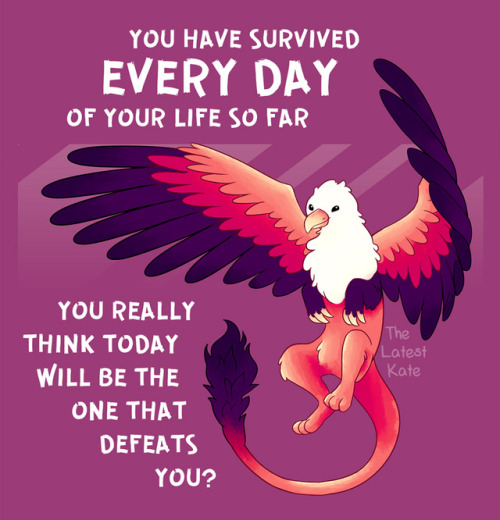 YOU HAVE SURVIVED
EVERY DAY
OF YOUR LIFE SO FAR
YOU REALLY
THINK TODAY
WILL BE THE
ONE THAT
DEFEATS
YOU?
The
Latest
Kate